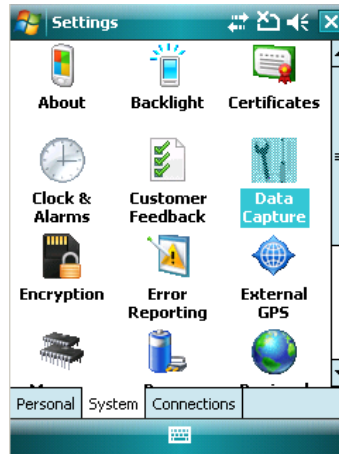 Settings
About
Backlight
Certificates
Clock &
Alarms
Customer
Feedback
Data
Capture
Encryption
Error
Reporting
External
GPS
Personal
System
Connections